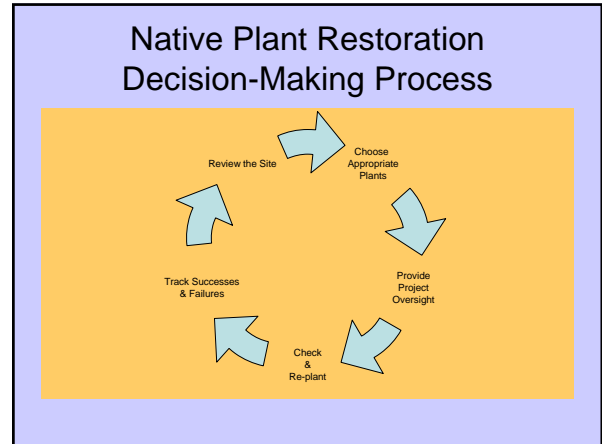 Native Plant Restoration
Decision-Making Process
Review the Site
Choose
Appropriate
Plants
Provide
Project
Oversight
Check
&
Re-plant
Track Successes
& Failures